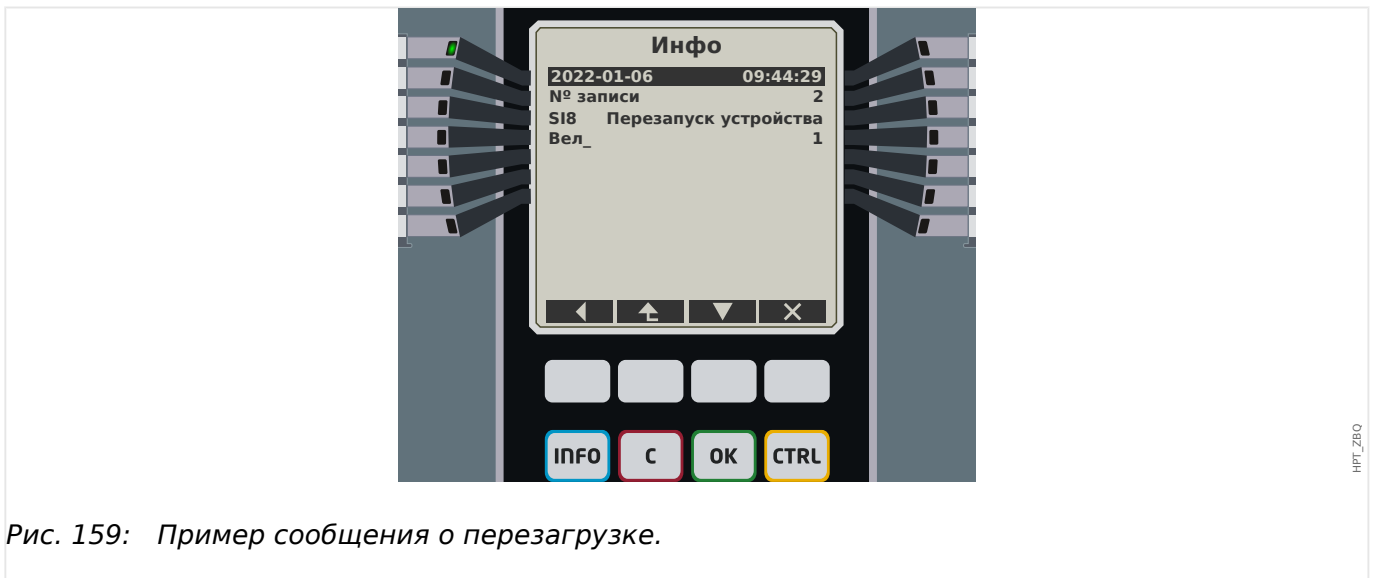 Инфо
2022-01-06 09:44:29
Nº записи 2
SI8 Перезапуск устройства
Вел_ 1
INFO C OK CTRL
HPT_ZBQ
Рис. 159: Пример сообщения о перезагрузке.